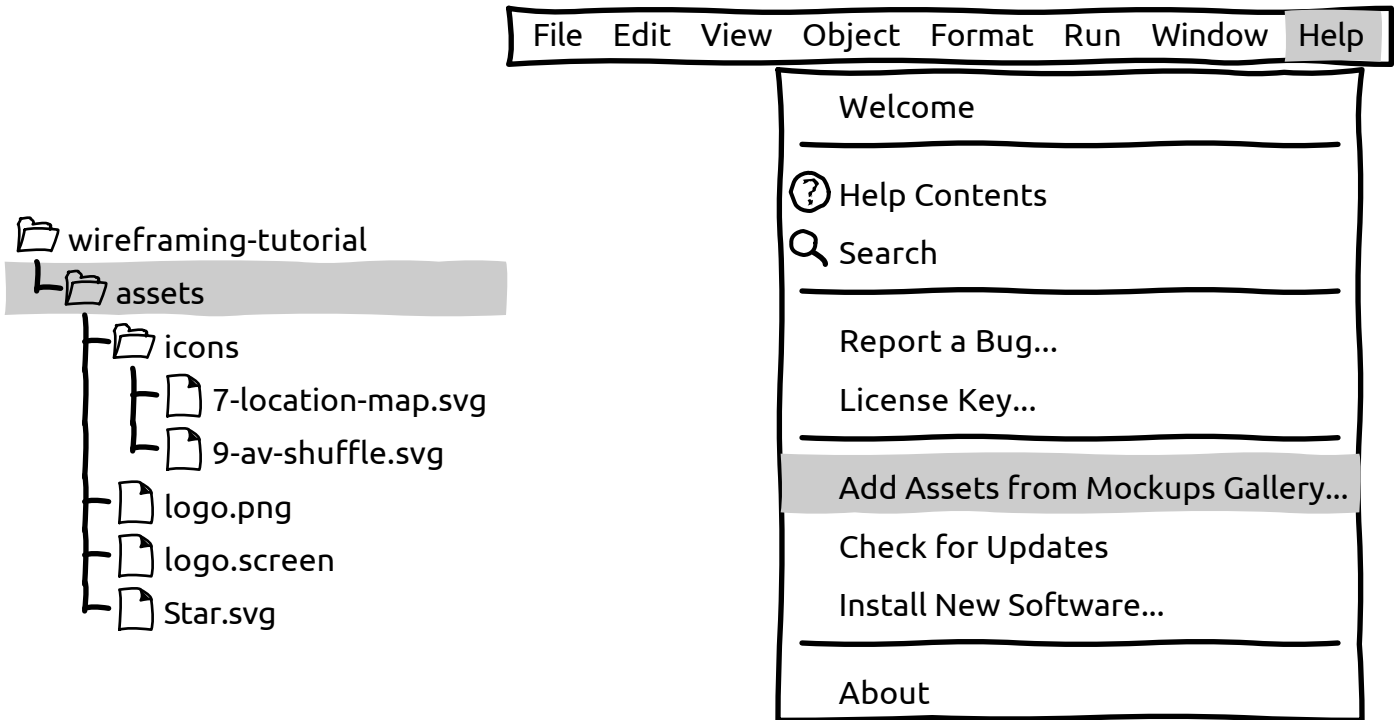 File Edit View Object Format Run Window Help
Welcome
Help Contents
Search
Report a Bug...
License Key...
Add Assets from Mockups Gallery...
Check for Updates
Install New Software...
About
wireframing-tutorial
assets
icons
7-location-map.svg
9-av-shuffle.svg
logo.png
logo.screen
Star.svg